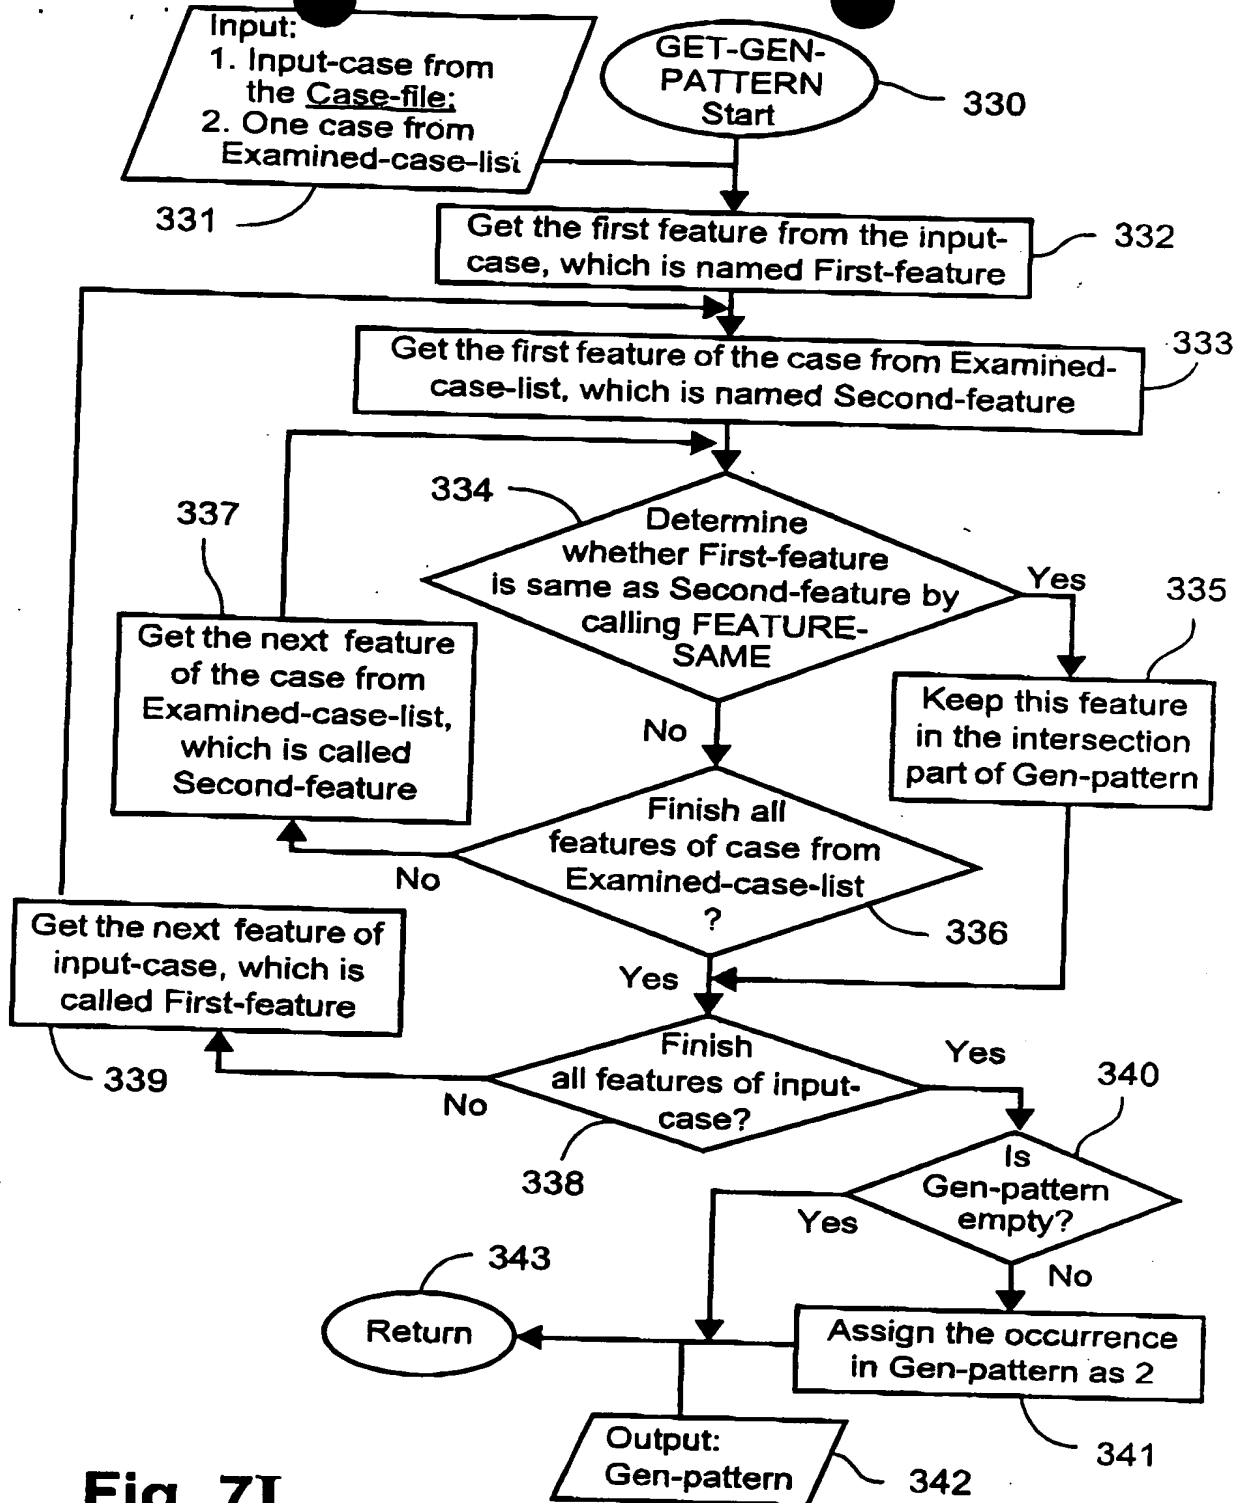 Input:
1. Input-case from
the Case-file;
2. One case from
Examined-case-list
331
GET-GEN-
PATTERN
Start
330
Get the first feature from the input-
case, which is named First-feature
332
Get the first feature of the case from Examined-
case-list, which is named Second-feature
333
334
Determine
whether First-feature
is same as Second-feature by
calling FEATURE-
SAME
Yes
335
Keep this feature
in the intersection
part of Gen-pattern
337
Get the next feature
of the case from
Examined-case-list,
which is called
Second-feature
No
Finish all
features of case from
Examined-case-list
?
No
336
Yes
Get the next feature of
input-case, which is
called First-feature
339
Finish
all features of input-
case?
No
Yes
338
340
Is
Gen-pattern
empty?
Yes
No
343
Return
Assign the occurrence
in Gen-pattern as 2
341
Output:
Gen-pattern
342
Fig. 7I